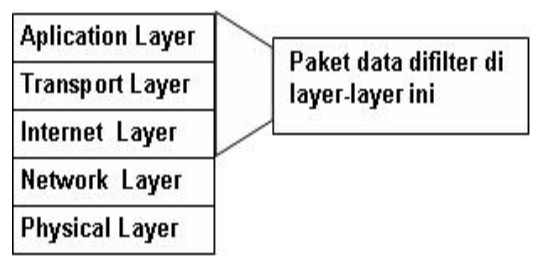 Aplication Layer
Transport Layer
Internet Layer
Network Layer
Physical Layer
Paket data difilter di
layer-layer ini